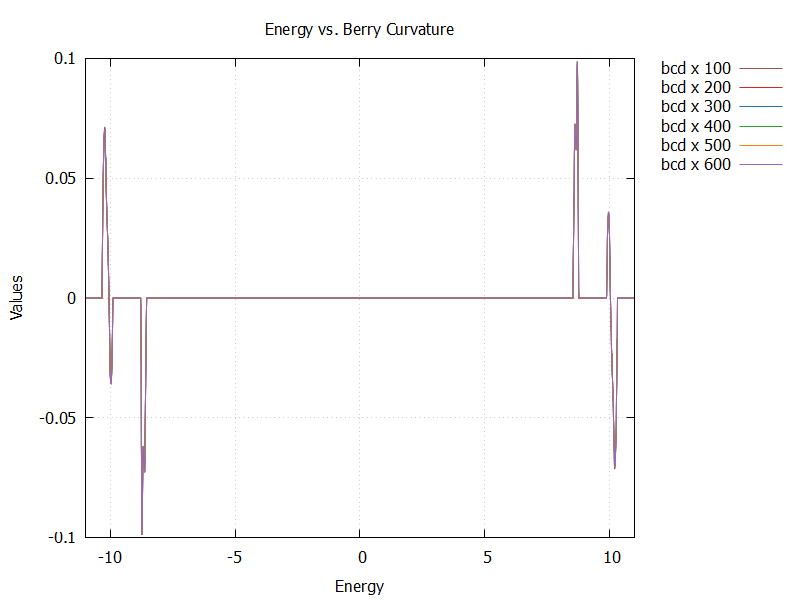 Energy vs. Berry Curvature
0.1
0.05
0
-0.05
-0.1
Values
-10
-5
0
5
10
Energy
bcd x 100
bcd x 200
bcd x 300
bcd x 400
bcd x 500
bcd x 600